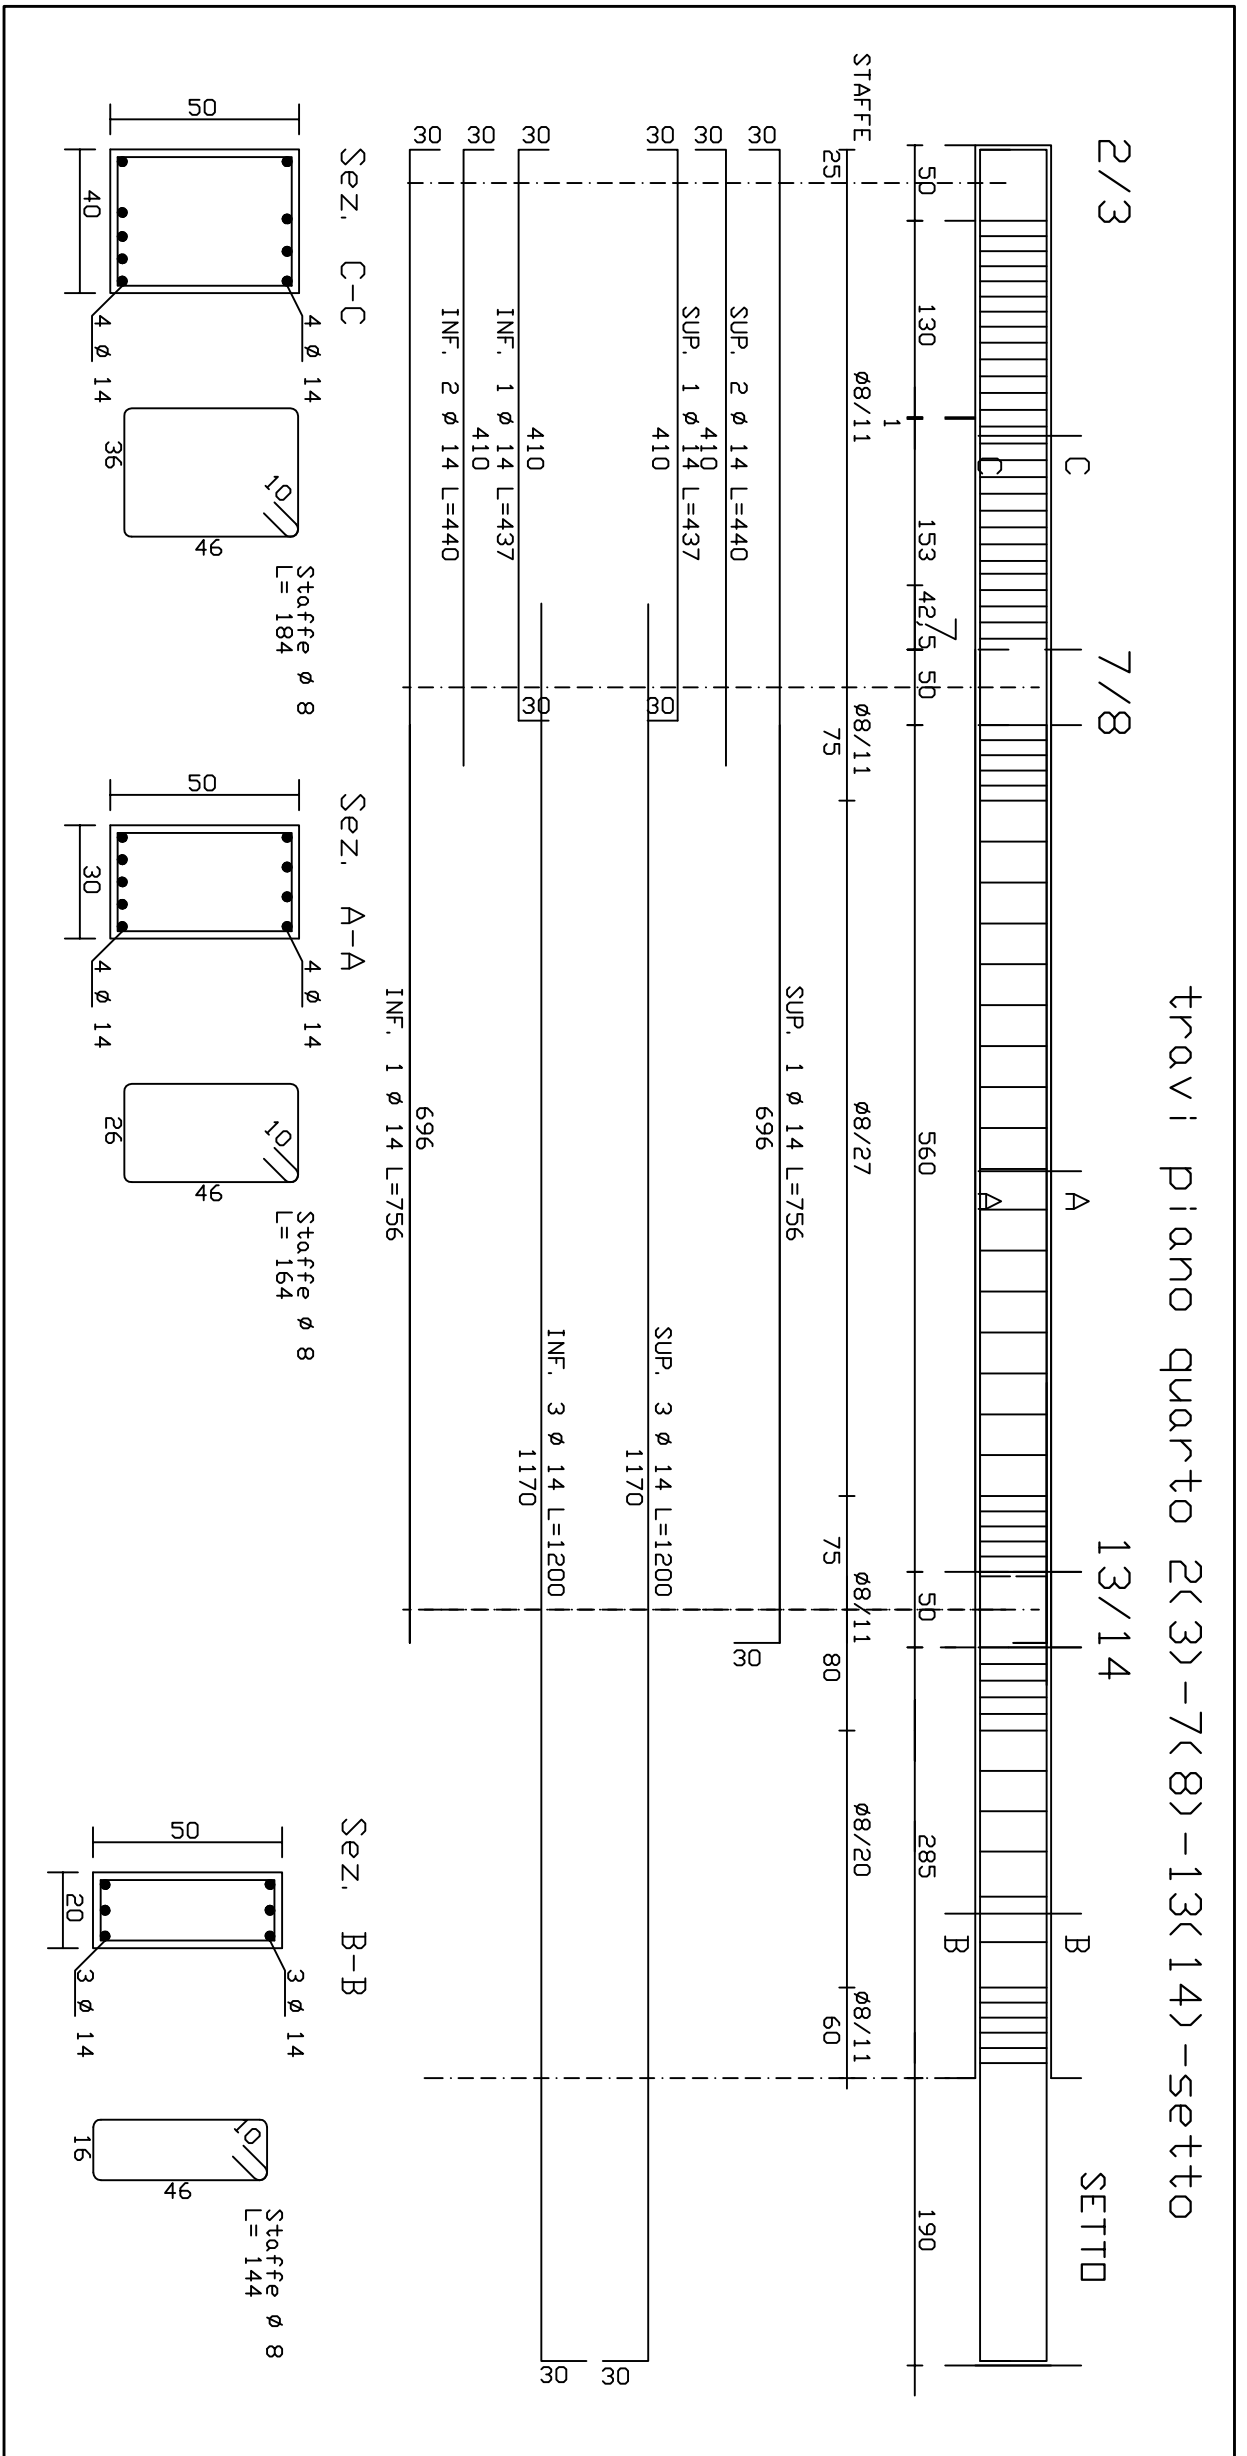 travi piano quarto 2(3)-7(8)-13(14)-setto
2/3
7/8
13/14
SETTO
C
A
B
C
A
B
7
50
130
1
153
42,5
50
560
50
285
190
STAFFE
ø8/11
ø8/11
ø8/27
ø8/11
ø8/20
ø8/11
25
75
75
80
60
SUP. 1 ø 14 L=756
30
696
30
SUP. 2 ø 14 L=440
30
410
SUP. 1 ø 14 L=437
30
410
30
SUP. 3 ø 14 L=1200
1170
30
INF. 3 ø 14 L=1200
1170
30
INF. 1 ø 14 L=437
30
410
30
INF. 2 ø 14 L=440
30
410
INF. 1 ø 14 L=756
30
696
Sez. C-C
50
40
4 ø 14
4 ø 14
10
36
46
Staffe ø 8
L= 184
Sez. A-A
50
30
4 ø 14
4 ø 14
10
26
46
Staffe ø 8
L= 164
Sez. B-B
50
20
3 ø 14
3 ø 14
10
16
46
Staffe ø 8
L= 144